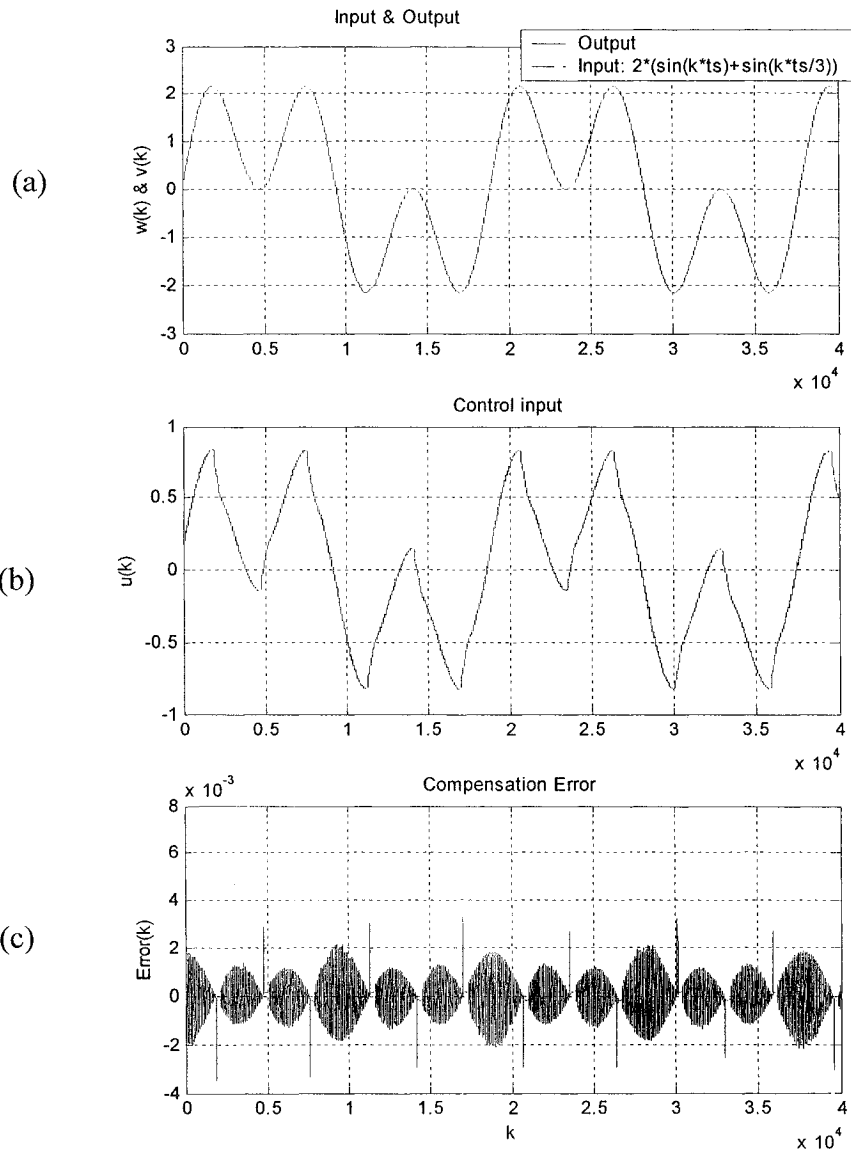 Input & Output
Output
Input: 2*(sin(k*ts)+sin(k*ts/3))
(a)
w(k) & v(k)
3
2
1
0
-1
-2
-3
0 0.5 1 1.5 2 2.5 3 3.5 4
x 10^4
Control input
(b)
u(k)
1
0.5
0
-0.5
-1
0 0.5 1 1.5 2 2.5 3 3.5 4
x 10^4
x 10^-3
Compensation Error
(c)
Error(k)
8
6
4
2
0
-2
-4
0 0.5 1 1.5 2 2.5 3 3.5 4
k
x 10^4